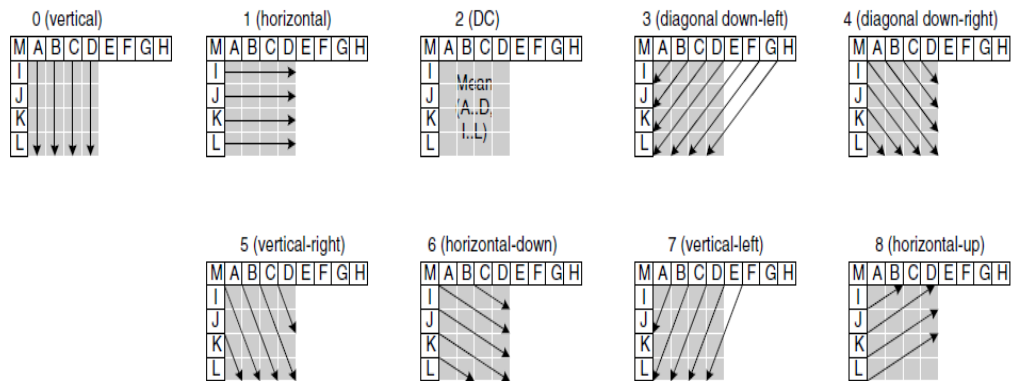 0 (vertical)
1 (horizontal)
2 (DC)
3 (diagonal down-left)
4 (diagonal down-right)
M A B C D E F G H
I
J
K
L
M A B C D E F G H
I
J
K
L
M A B C D E F G H
I
J
K
L
Mean
(A..D,
I..L)
M A B C D E F G H
I
J
K
L
M A B C D E F G H
I
J
K
L
5 (vertical-right)
6 (horizontal-down)
7 (vertical-left)
8 (horizontal-up)
M A B C D E F G H
I
J
K
L
M A B C D E F G H
I
J
K
L
M A B C D E F G H
I
J
K
L
M A B C D E F G H
I
J
K
L